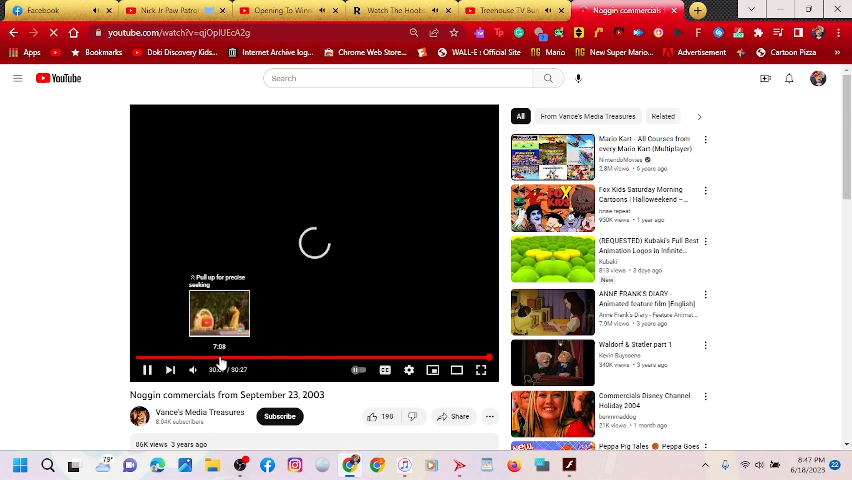 Facebook
Nick Jr Paw Patro
Opening To Winn
Watch The Hoobs
Treehouse TV Bum
Noggin commercials
youtube.com/watch?v=qjOplUEcA2g
Apps
Bookmarks
Doki Discovery Kids...
Internet Archive log...
Chrome Web Store...
WALL-E : Official Site
Mario
New Super Mario...
Advertisement
Cartoon Pizza
YouTube
Search
All
From Vance's Media Treasures
Related
Mario Kart - All Courses from
every Mario Kart (Multiplayer)
NintendoMovies
2.8M views • 6 years ago
Fox Kids Saturday Morning
Cartoons | Halloweekend –...
nnae repeat
950K views • 1 year ago
(REQUESTED) Kubaki's Full Best
Animation Logos in Infinite...
Kubaki
813 views • 3 days ago
New
ANNE FRANK'S DIARY -
Animated feature film [English]
Anne Frank's Diary - Feature Animat...
7.9M views • 3 years ago
Waldorf & Statler part 1
Kevin Buyssens
340K views • 3 years ago
Commercials Disney Channel
Holiday 2004
benmmaddog
21K views • 1 month ago
Peppa Pig Tales Peppa Goes
Pull up for precise
seeking
7:08
/ 30:27
Noggin commercials from September 23, 2003
Vance's Media Treasures
8.04K subscribers
Subscribe
198
Share
86K views 3 years ago
79°
8:47 PM
6/18/2023
22